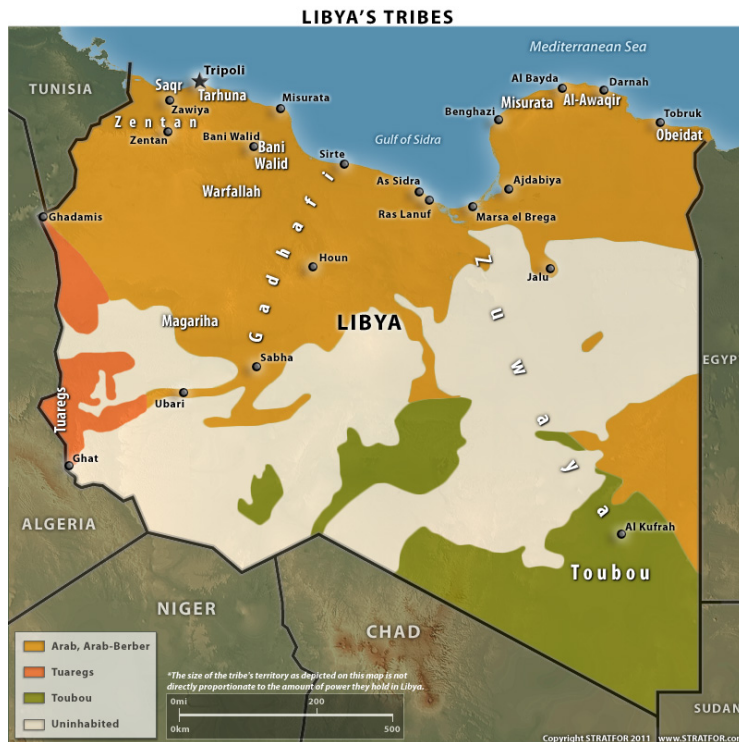 LIBYA'S TRIBES
Mediterranean Sea
TUNISIA
Tripoli
Al Bayda
Darnah
Saqr
Tarhuna
Misurata
Al-Awaqir
Zawiya
Misurata
Benghazi
Tobruk
Zentan
Zentan
Bani Walid
Bani
Walid
Obeidat
Gulf of Sidra
Sirte
Warfallah
As Sidra
Ajdabiya
Ghadamis
Ras Lanuf
Marsa el Brega
Gadhafi
Houn
Zuwaya
Jalu
Magariha
LIBYA
Sabha
EGYPT
Ubari
Tuaregs
Ghat
ALGERIA
Al Kufrah
Toubou
NIGER
CHAD
Arab, Arab-Berber
Tuaregs
Toubou
Uninhabited
*The size of the tribe's territory as depicted on this map is not
directly proportionate to the amount of power they hold in Libya.
0mi 200
0km 500
SUDAN
Copyright STRATFOR 2011 www.STRATFOR.com